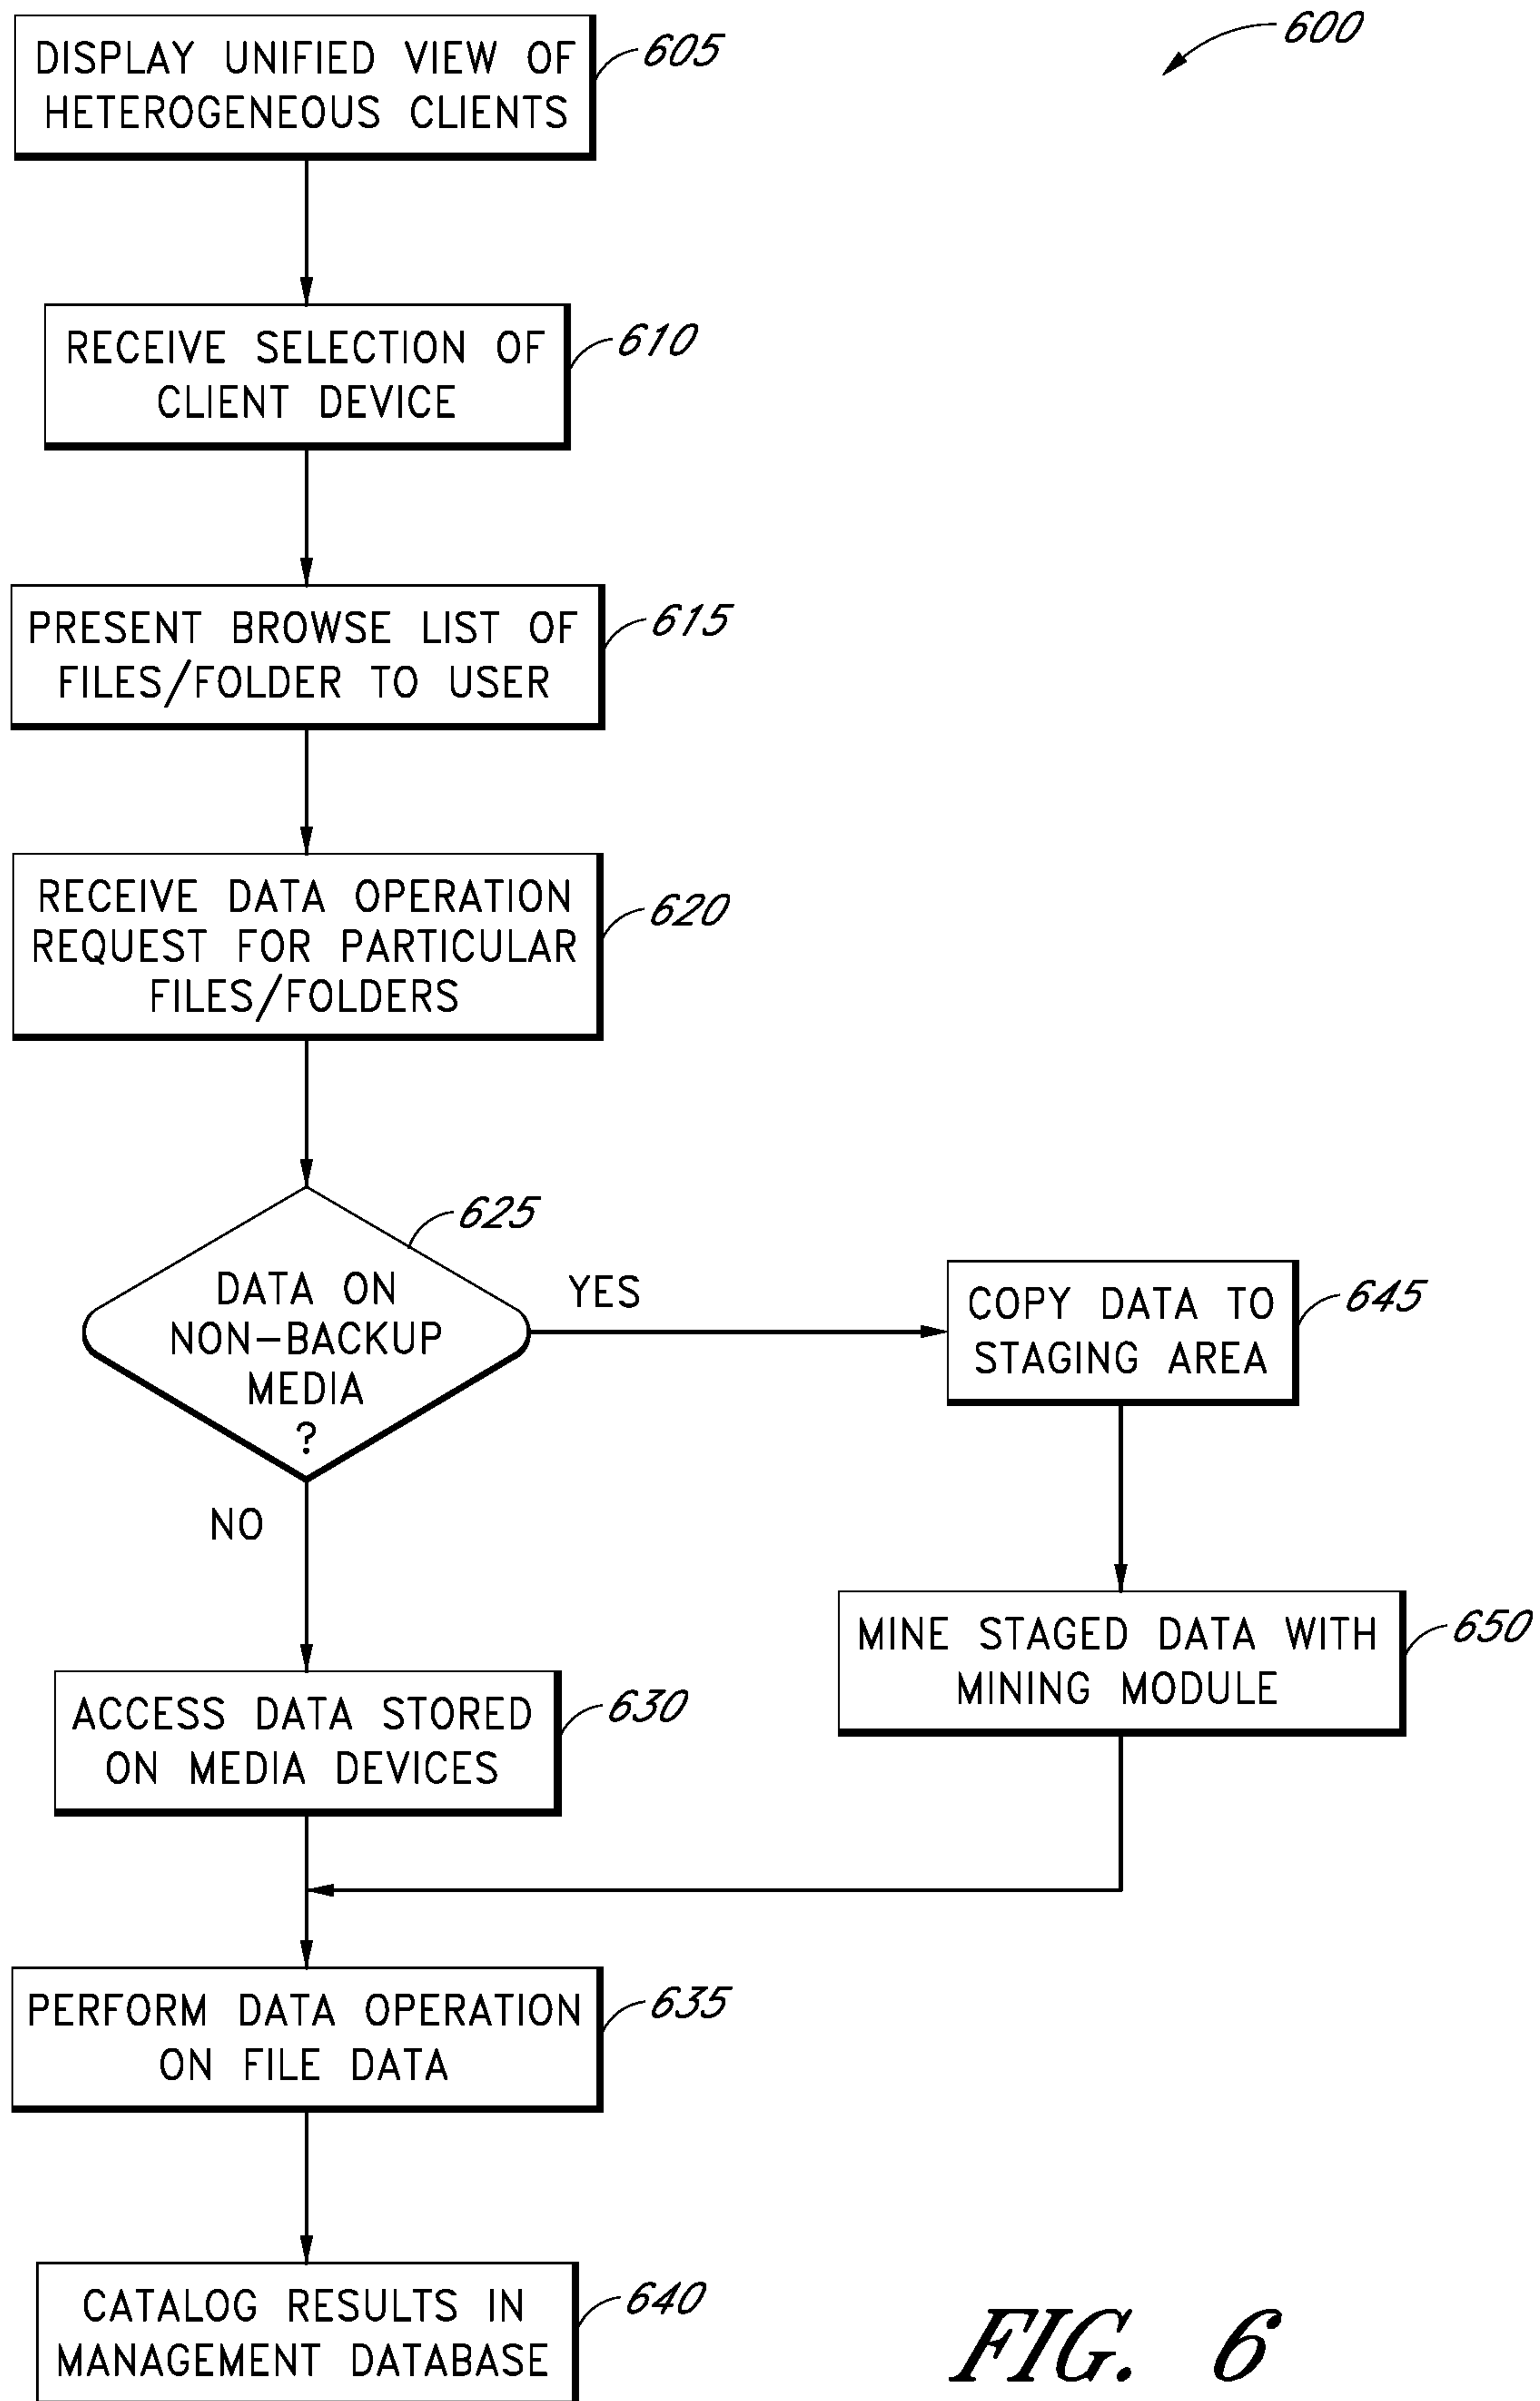 600
DISPLAY UNIFIED VIEW OF
HETEROGENEOUS CLIENTS
605
RECEIVE SELECTION OF
CLIENT DEVICE
610
PRESENT BROWSE LIST OF
FILES/FOLDER TO USER
615
RECEIVE DATA OPERATION
REQUEST FOR PARTICULAR
FILES/FOLDERS
620
DATA ON
NON-BACKUP
MEDIA
?
625
YES
NO
COPY DATA TO
STAGING AREA
645
MINE STAGED DATA WITH
MINING MODULE
650
ACCESS DATA STORED
ON MEDIA DEVICES
630
PERFORM DATA OPERATION
ON FILE DATA
635
CATALOG RESULTS IN
MANAGEMENT DATABASE
640
FIG. 6